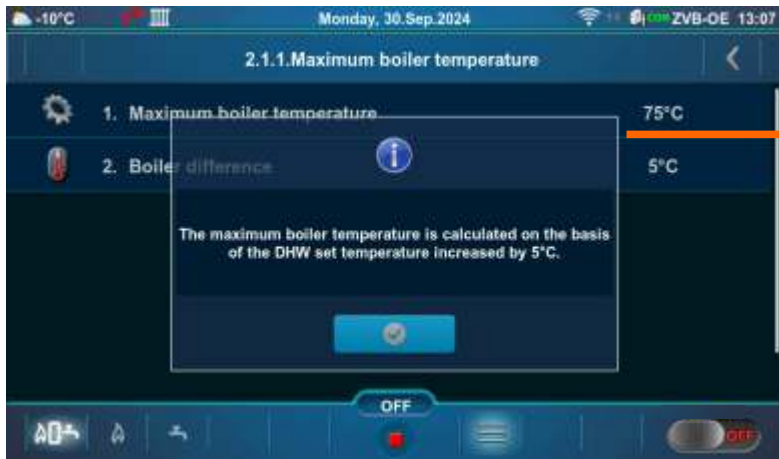 -10°C Monday, 30.Sep.2024 ZVB-OE 13:07
2.1.1.Maximum boiler temperature
1. Maximum boiler temperature 75°C
2. Boiler difference 5°C
The maximum boiler temperature is calculated on the basis
of the DHW set temperature increased by 5°C.
OFF
OFF